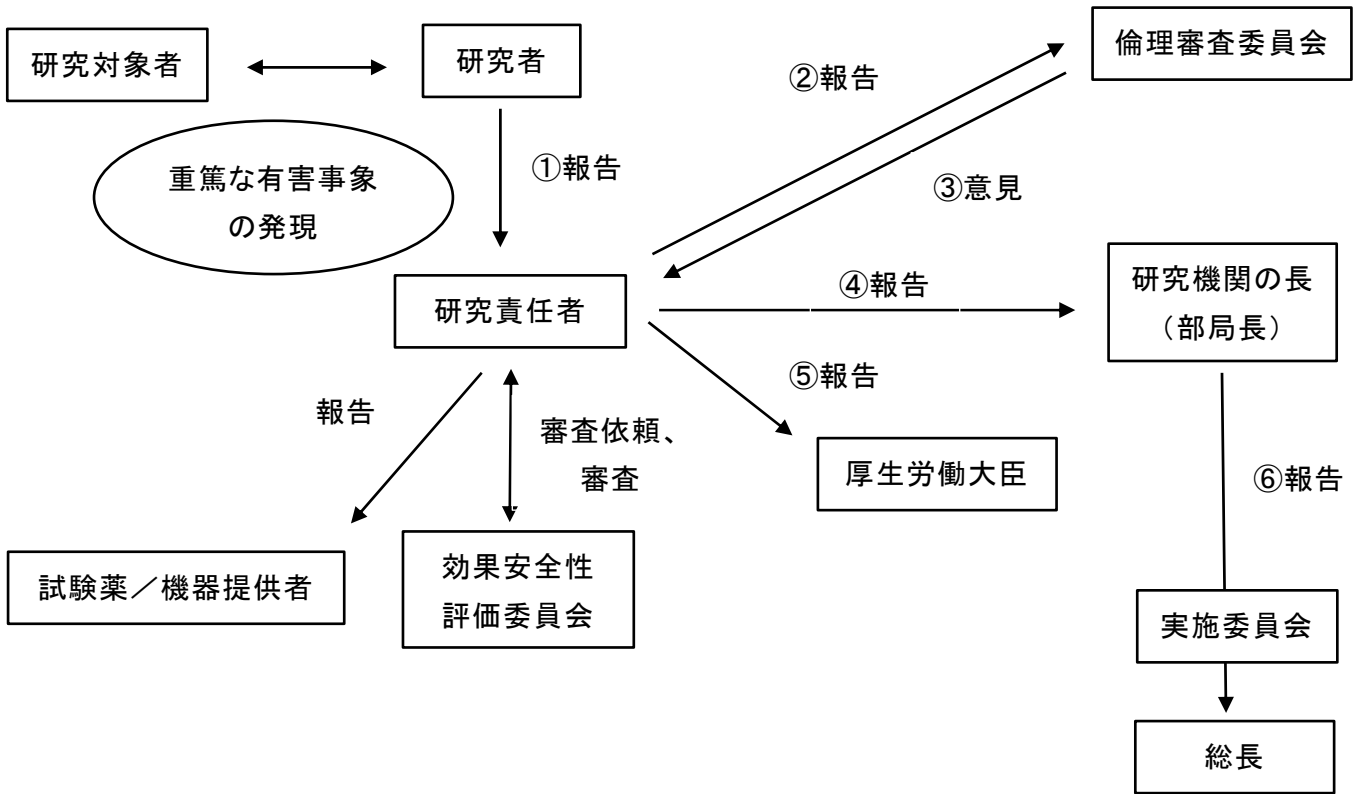 研究対象者
研究者
倫理審査委員会
②報告
重篤な有害事象
の発現
①報告
③意見
研究責任者
④報告
研究機関の長
（部局長）
⑤報告
報告
審査依頼、
審査
厚生労働大臣
⑥報告
試験薬／機器提供者
効果安全性
評価委員会
実施委員会
総長